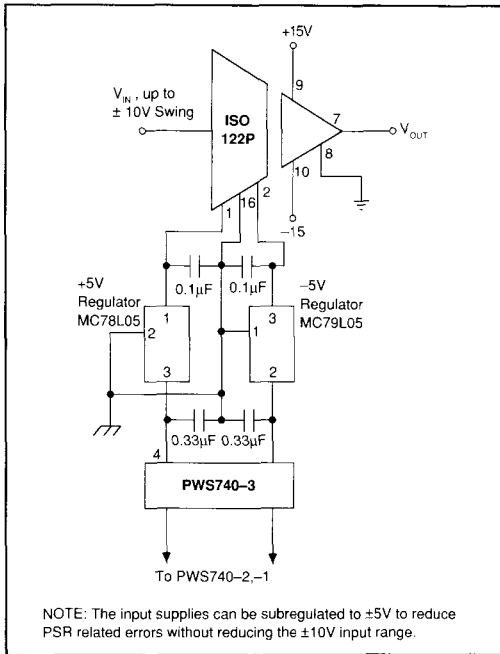 +15V
9
V_IN, up to
± 10V Swing
ISO
122P
7
V_OUT
8
10
2
16
1
–15
+5V
Regulator
MC78L05
0.1µF
0.1µF
–5V
Regulator
MC79L05
1
2
3
3
1
2
0.33µF
0.33µF
4
PWS740–3
To PWS740–2,–1
NOTE: The input supplies can be subregulated to ±5V to reduce
PSR related errors without reducing the ±10V input range.